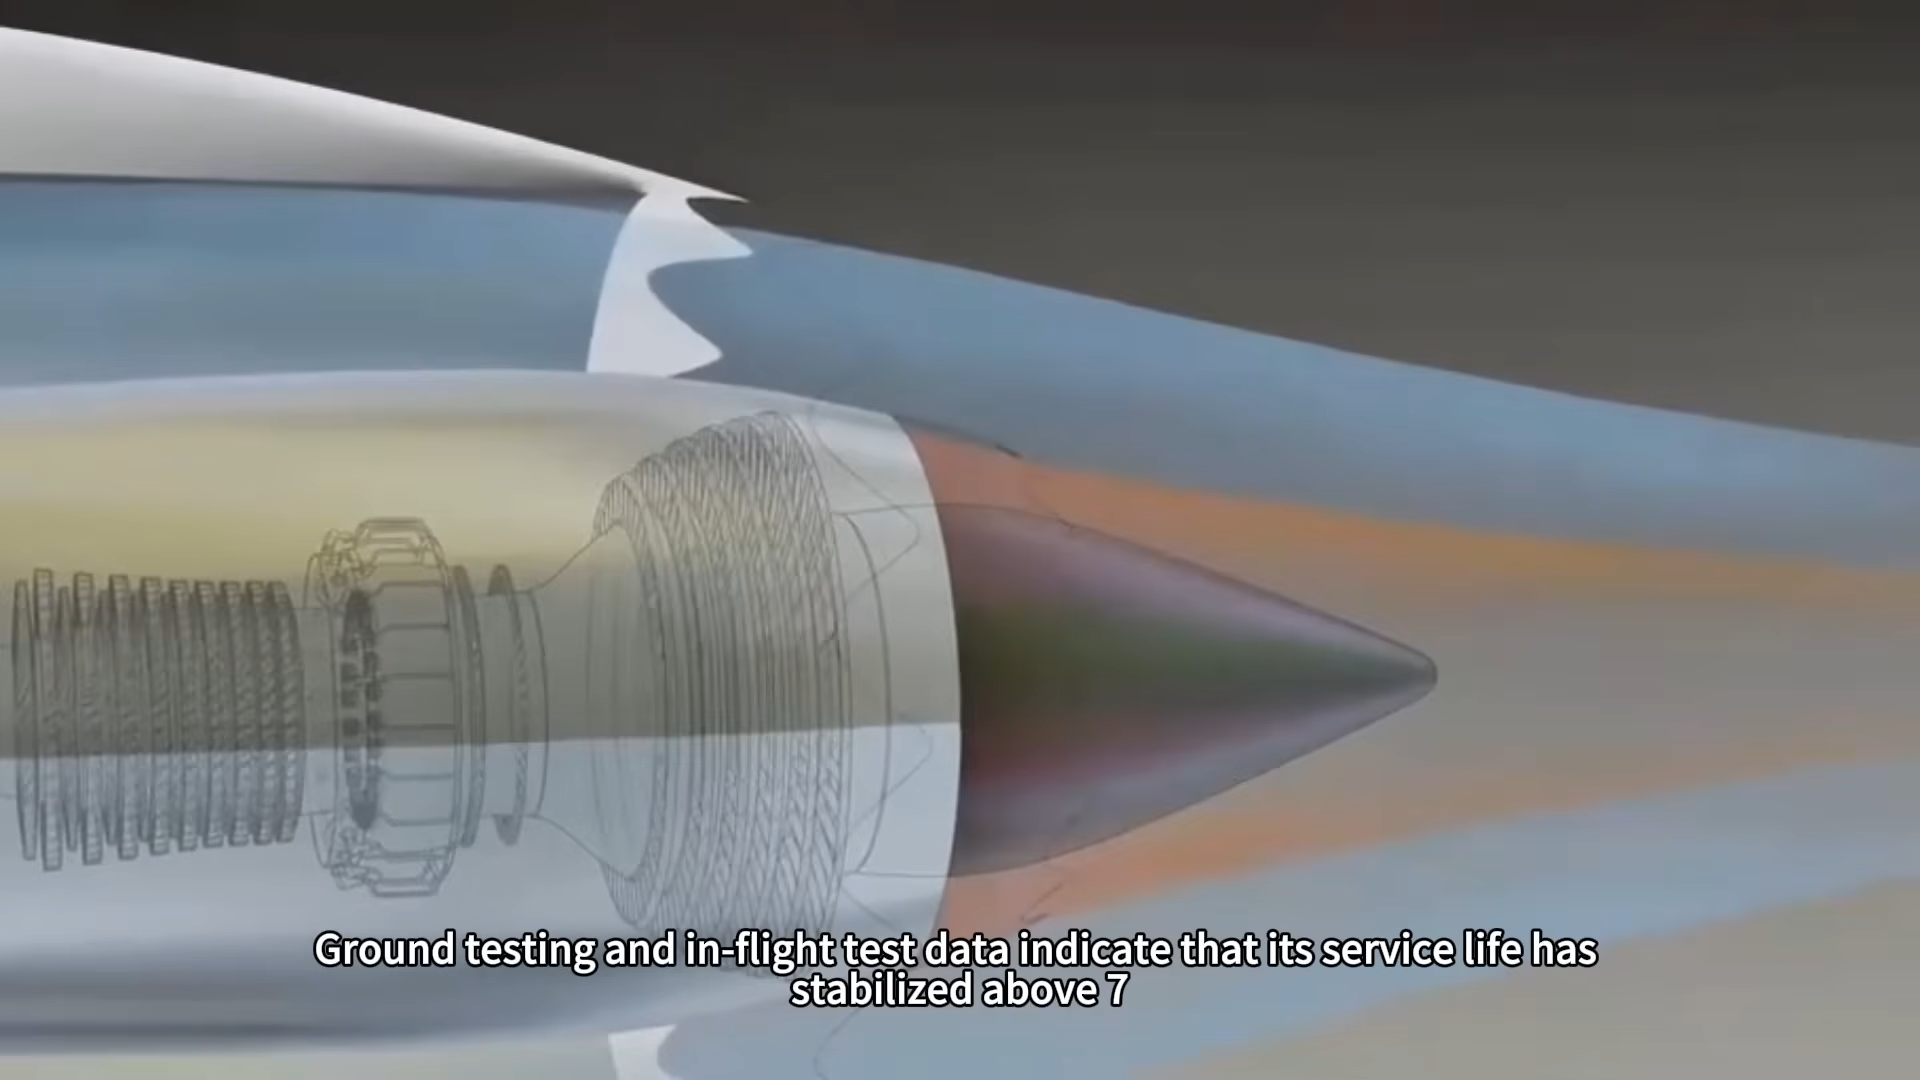 Ground testing and in-flight test data indicate that its service life has
stabilized above 7